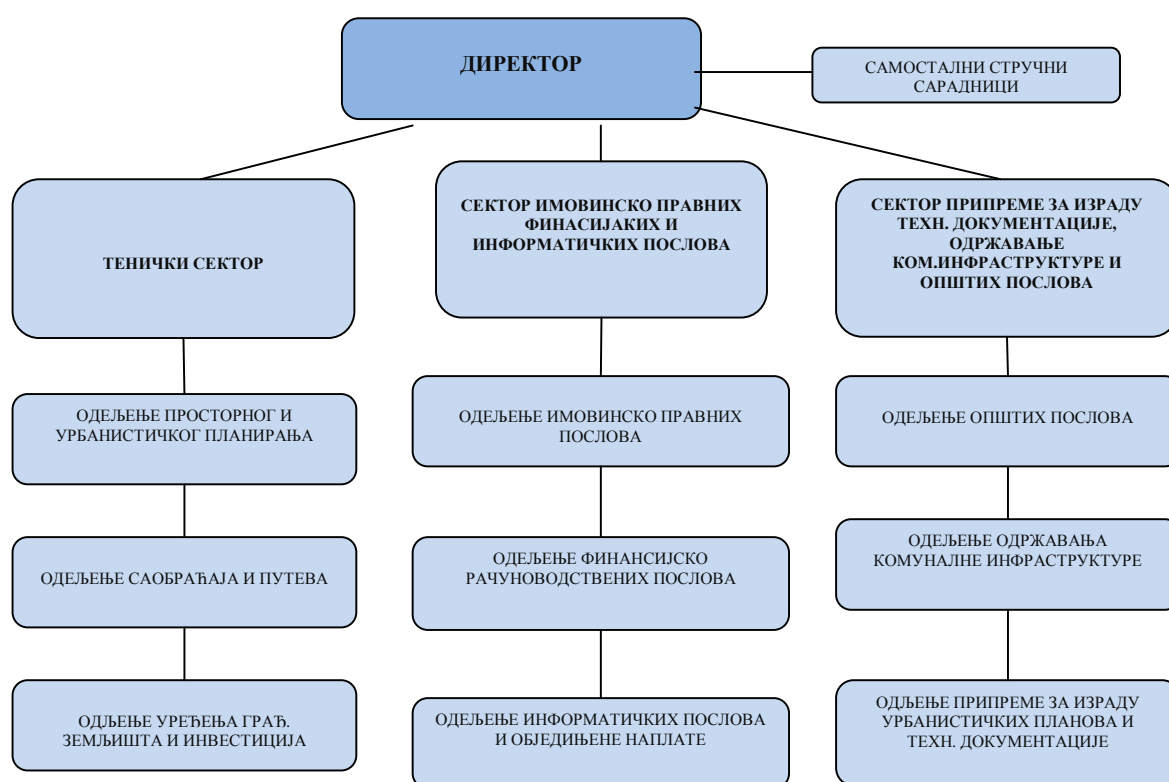 ДИРЕКТОР
САМОСТАЛНИ СТРУЧНИ
САРАДНИЦИ
ТЕНИЧКИ СЕКТОР
СЕКТОР ИМОВИНСКО ПРАВНИХ
ФИНАСИЈАКИХ И
ИНФОРМАТИЧКИХ ПОСЛОВА
СЕКТОР ПРИПРЕМЕ ЗА ИЗРАДУ
ТЕХН. ДОКУМЕНТАЦИЈЕ,
ОДРЖАВАЊЕ
КОМ.ИНФРАСТРУКТУРЕ И
ОПШТИХ ПОСЛОВА
ОДЕЉЕЊЕ ПРОСТОРНОГ И
УРБАНИСТИЧКОГ ПЛАНИРАЊА
ОДЕЉЕЊЕ ИМОВИНСКО ПРАВНИХ
ПОСЛОВА
ОДЕЉЕЊЕ ОПШТИХ ПОСЛОВА
ОДЕЉЕЊЕ САОБРАЋАЈА И ПУТЕВА
ОДЕЉЕЊЕ ФИНАНСИЈСКО
РАЧУНОВОДСТВЕНИХ ПОСЛОВА
ОДЕЉЕЊЕ ОДРЖАВАЊА
КОМУНАЛНЕ ИНФРАСТРУКТУРЕ
ОДЉЕЊЕ УРЕЂЕЊА ГРАЂ.
ЗЕМЉИШТА И ИНВЕСТИЦИЈА
ОДЕЉЕЊЕ ИНФОРМАТИЧКИХ ПОСЛОВА
И ОБЈЕДИЊЕНЕ НАПЛАТЕ
ОДЉЕЊЕ ПРИПРЕМЕ ЗА ИЗРАДУ
УРБАНИСТИЧКИХ ПЛАНОВА И
ТЕХН. ДОКУМЕНТАЦИЈЕ